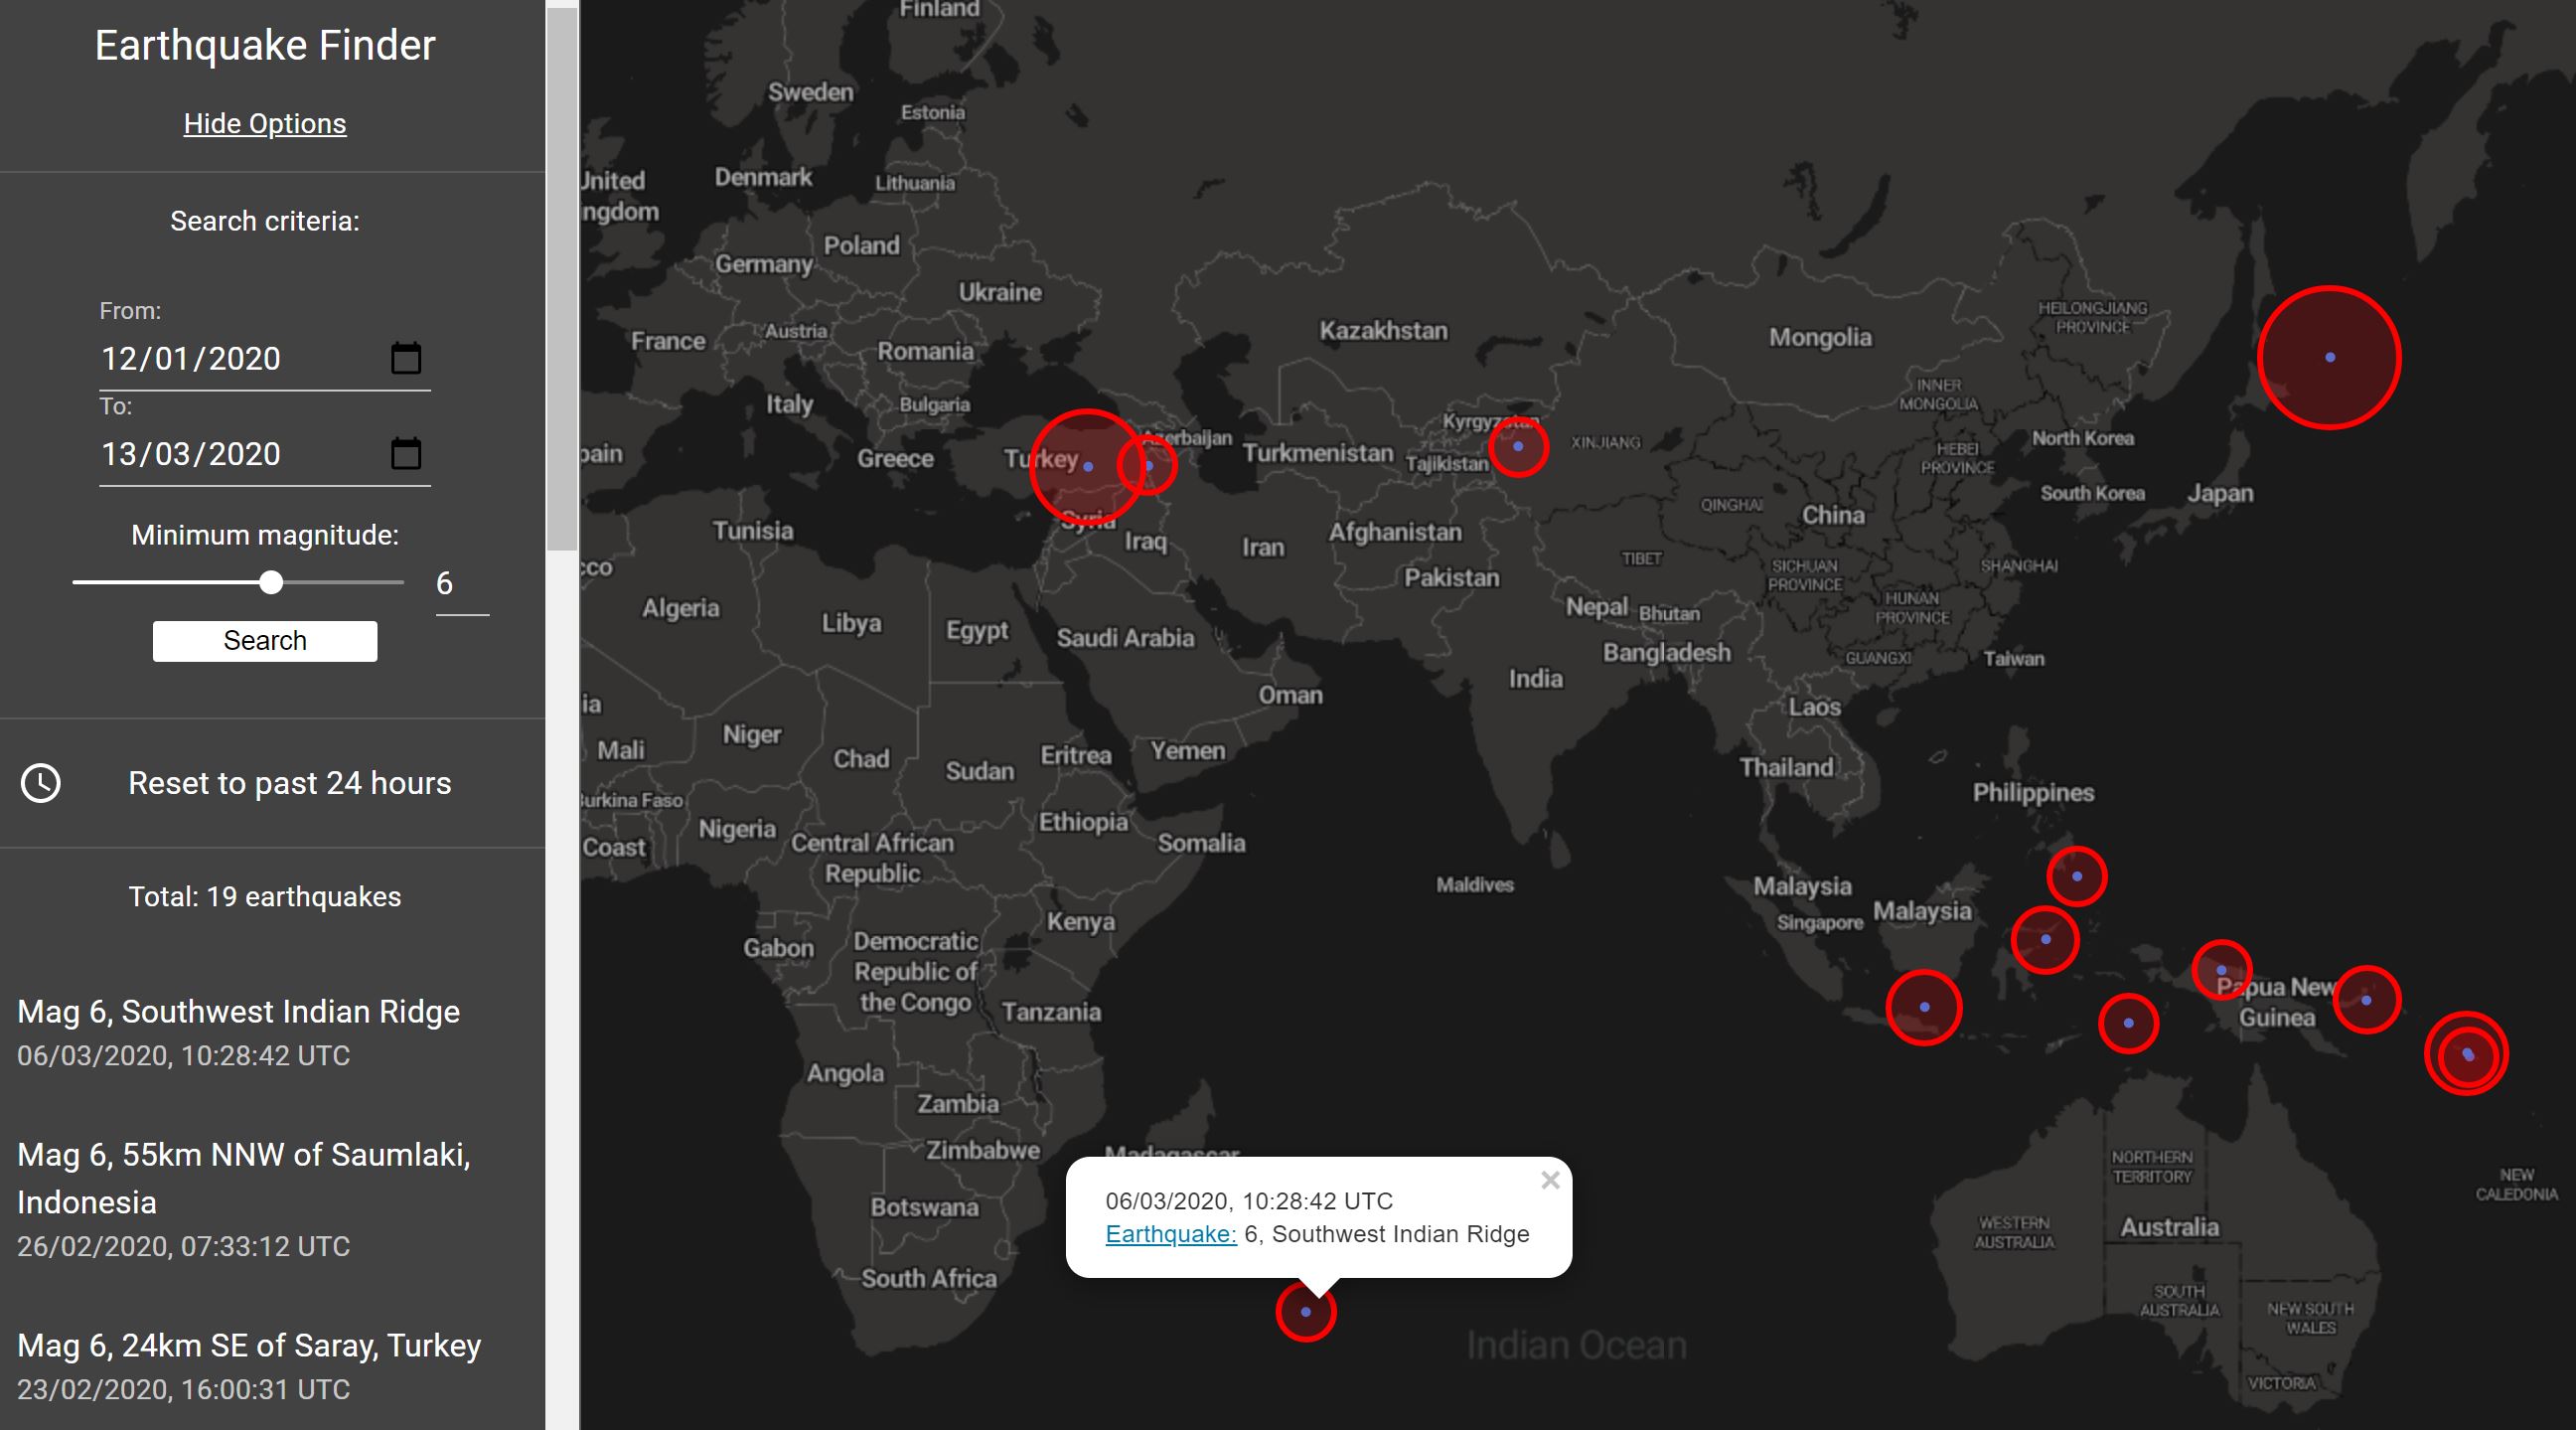 Earthquake Finder
Hide Options
Search criteria:
From:
12/01/2020
To:
13/03/2020
Minimum magnitude:
6
Search
Reset to past 24 hours
Total: 19 earthquakes
Mag 6, Southwest Indian Ridge
06/03/2020, 10:28:42 UTC
Mag 6, 55km NNW of Saumlaki,
Indonesia
26/02/2020, 07:33:12 UTC
Mag 6, 24km SE of Saray, Turkey
23/02/2020, 16:00:31 UTC
Finland
Sweden
Estonia
Denmark
Lithuania
United
ngdom
Poland
Germany
Ukraine
France
Austria
Romania
Italy
Bulgaria
Kazakhstan
Mongolia
HEILONGJIANG
PROVINCE
INNER
MONGOLIA
Kyrgyzstan
Azerbaijan
XINJIANG
North Korea
pain
Greece
Turkey
Turkmenistan
Tajikistan
HEBEI
PROVINCE
South Korea
Japan
QINGHAI
China
Tunisia
Syria
Iraq
Iran
Afghanistan
TIBET
cco
Pakistan
SICHUAN
PROVINCE
SHANGHAI
Algeria
Libya
Egypt
Saudi Arabia
Nepal
Bhutan
HUNAN
PROVINCE
Bangladesh
GUANGXI
Taiwan
India
Oman
ia
Laos
Mali
Niger
Chad
Sudan
Eritrea
Yemen
Thailand
Philippines
Burkina Faso
Nigeria
Ethiopia
Coast
Central African
Republic
Somalia
Maldives
Malaysia
Singapore
Malaysia
Kenya
Gabon
Democratic
Republic of
the Congo
Tanzania
Papua New
Guinea
Angola
Zambia
Zimbabwe
Madagascar
NORTHERN
TERRITORY
NEW
CALEDONIA
Botswana
06/03/2020, 10:28:42 UTC
Earthquake: 6, Southwest Indian Ridge
WESTERN
AUSTRALIA
Australia
South Africa
SOUTH
AUSTRALIA
NEW SOUTH
WALES
Indian Ocean
VICTORIA